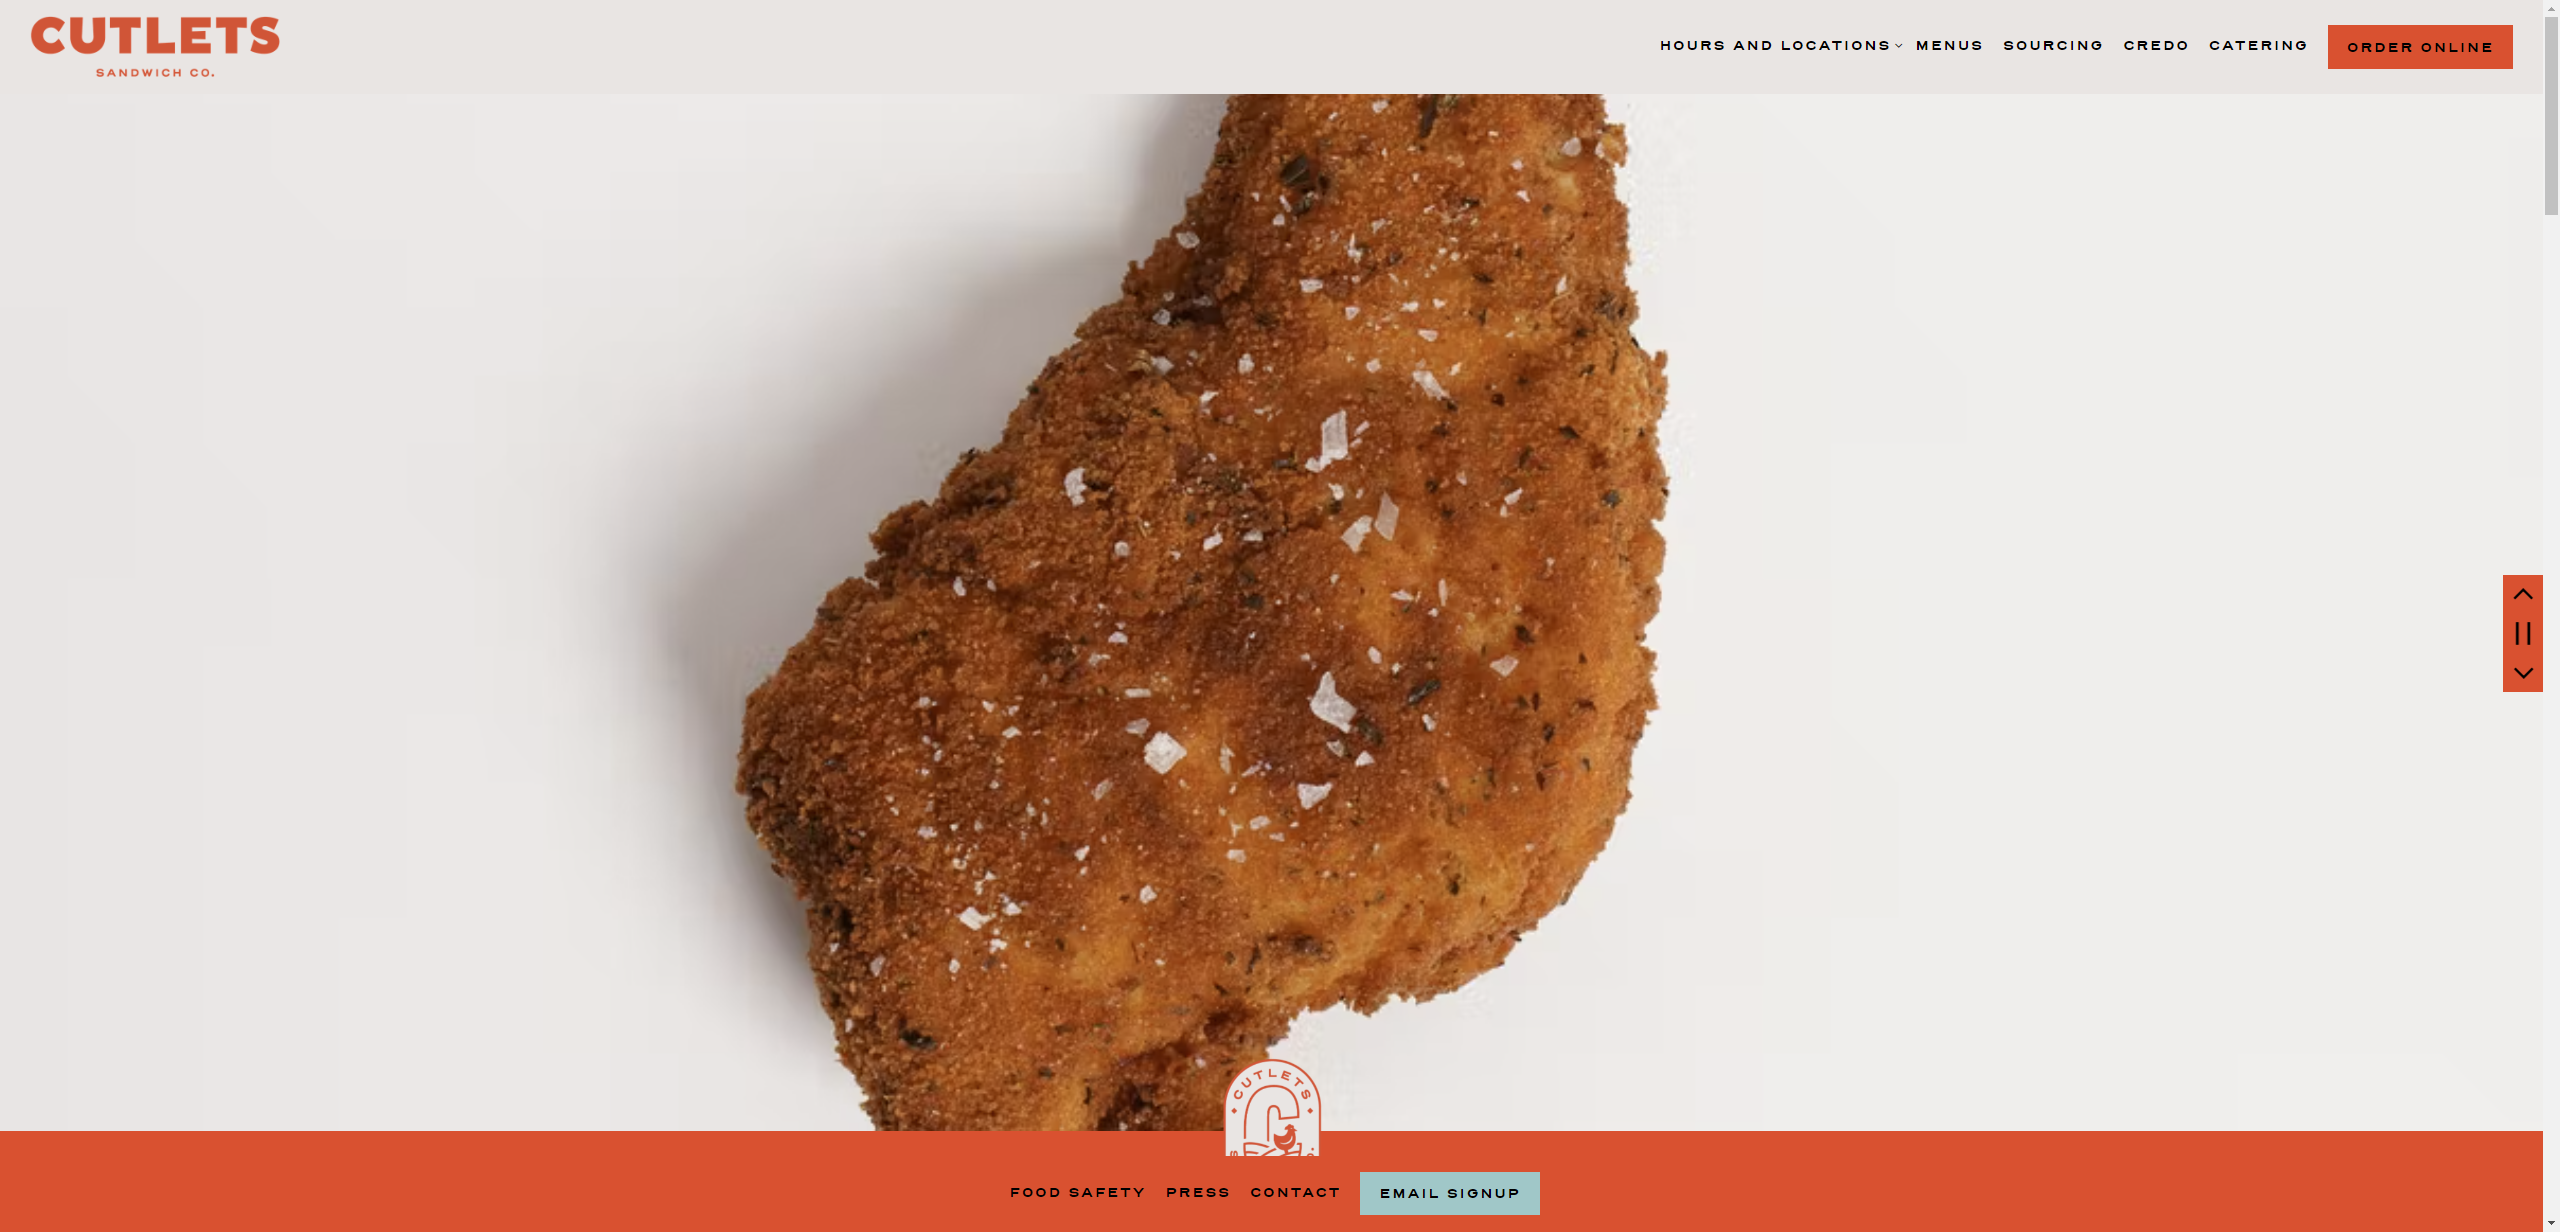 CUTLETS
SANDWICH CO.
HOURS AND LOCATIONS
MENUS
SOURCING
CREDO
CATERING
ORDER ONLINE
CUTLETS
C
FOOD SAFETY
PRESS
CONTACT
EMAIL SIGNUP